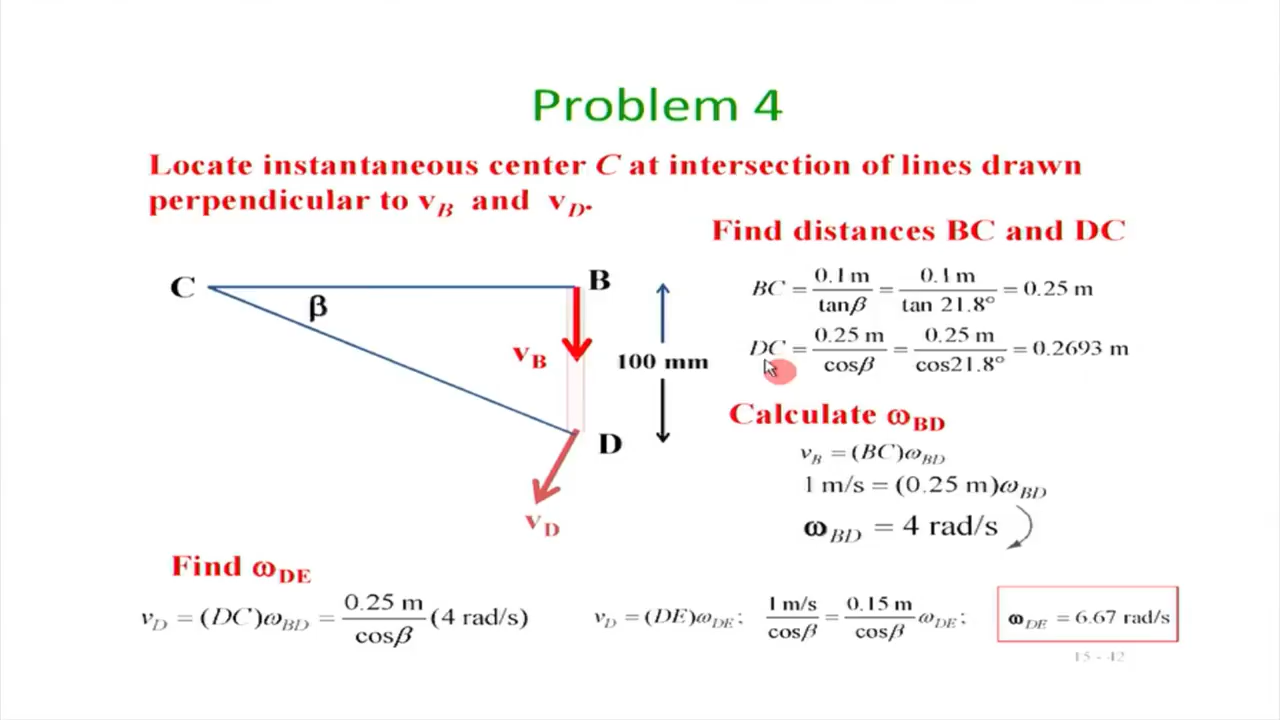 Problem 4
Locate instantaneous center C at intersection of lines drawn
perpendicular to v_B and v_D.
Find distances BC and DC
BC = 0.1 m / tanβ = 0.1 m / tan 21.8° = 0.25 m
DC = 0.25 m / cosβ = 0.25 m / cos21.8° = 0.2693 m
C
β
B
v_B
100 mm
D
v_D
Calculate ω_BD
v_B = (BC)ω_BD
1 m/s = (0.25 m)ω_BD
ω_BD = 4 rad/s
Find ω_DE
v_D = (DC)ω_BD = 0.25 m / cosβ (4 rad/s)
v_D = (DE)ω_DE; 1 m/s / cosβ = 0.15 m / cosβ ω_DE; ω_DE = 6.67 rad/s
15 - 42